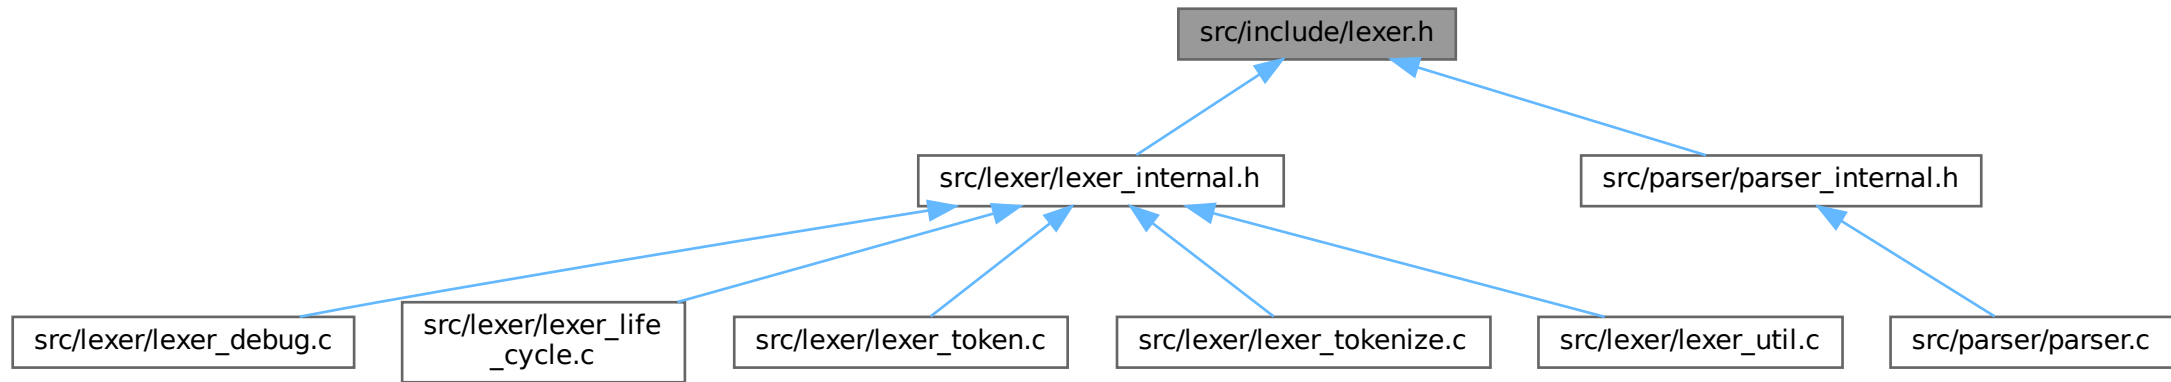 src/include/lexer.h
src/lexer/lexer_internal.h
src/parser/parser_internal.h
src/lexer/lexer_debug.c
src/lexer/lexer_life
_cycle.c
src/lexer/lexer_token.c
src/lexer/lexer_tokenize.c
src/lexer/lexer_util.c
src/parser/parser.c